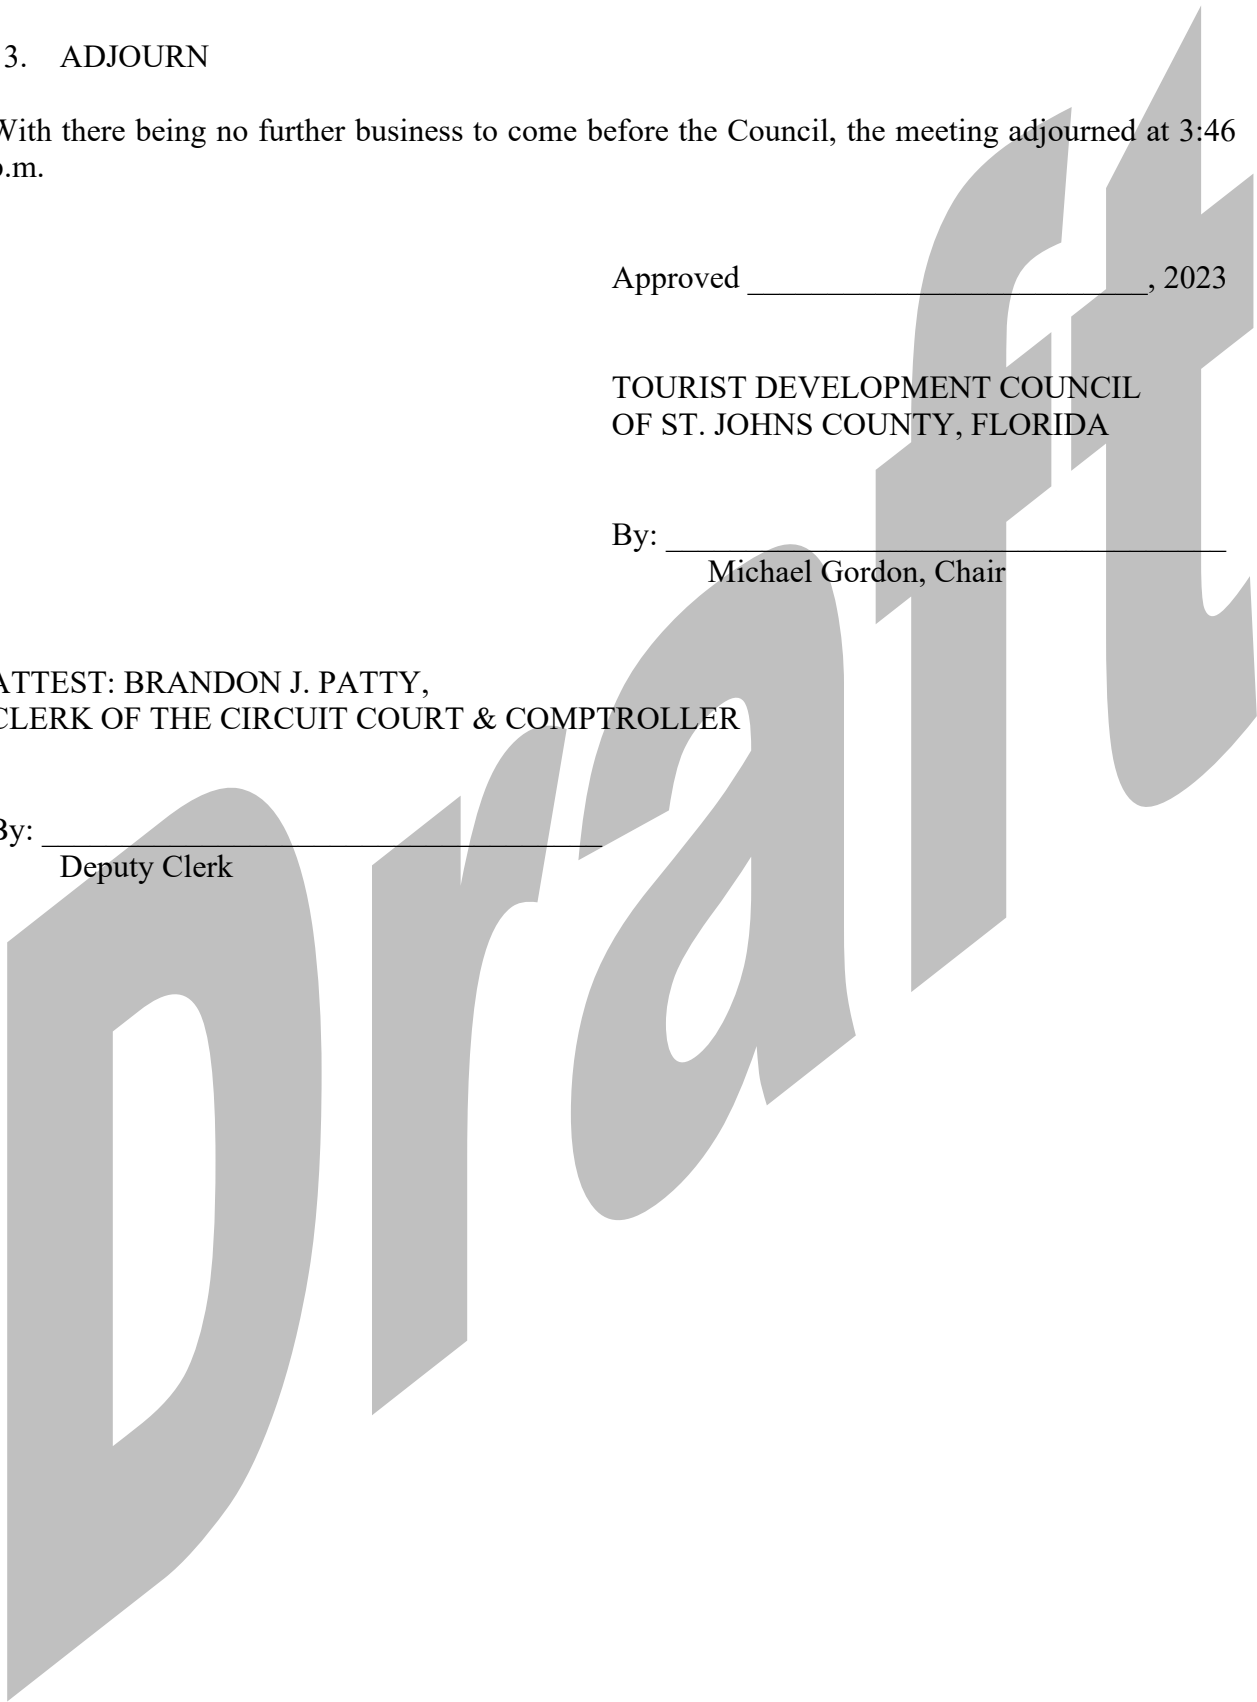 3. ADJOURN
With there being no further business to come before the Council, the meeting adjourned at 3:46
p.m.
Approved _________________________, 2023
TOURIST DEVELOPMENT COUNCIL
OF ST. JOHNS COUNTY, FLORIDA
By: ___________________________________
Michael Gordon, Chair
ATTEST: BRANDON J. PATTY,
CLERK OF THE CIRCUIT COURT & COMPTROLLER
By: ___________________________________
Deputy Clerk
Draft